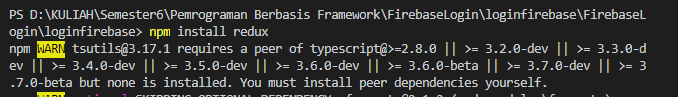 PS D:\KULIAH\Semester6\Pemrograman Berbasis Framework\FirebaseLogin\loginfirebase\FirebaseL
ogin\loginfirebase> npm install redux
npm WARN tsutils@3.17.1 requires a peer of typescript@>=2.8.0 || >= 3.2.0-dev || >= 3.3.0-d
ev || >= 3.4.0-dev || >= 3.5.0-dev || >= 3.6.0-dev || >= 3.6.0-beta || >= 3.7.0-dev || >= 3
.7.0-beta but none is installed. You must install peer dependencies yourself.